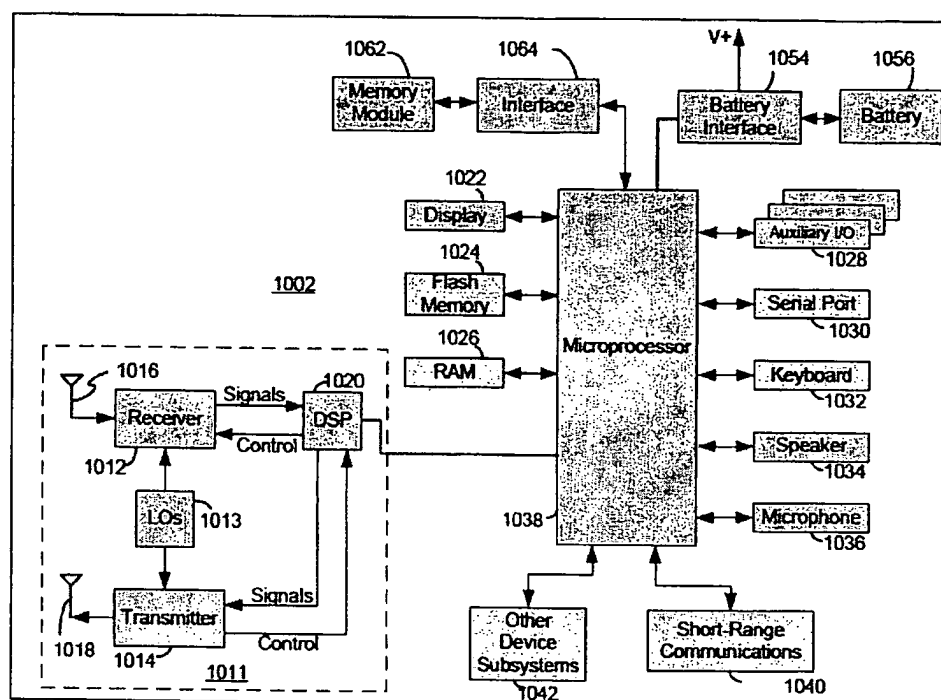 V+
1062
1064
1054
1056
Memory
Module
Interface
Battery
Interface
Battery
1022
Display
Auxiliary I/O
1028
1024
Flash
Memory
1002
Serial Port
1030
Microprocessor
1026
RAM
Keyboard
1032
1016
Signals
1020
Receiver
DSP
Control
1012
Speaker
1034
LOs
1013
1038
Microphone
1036
Signals
Transmitter
Control
1018
1014
1011
Other
Device
Subsystems
1042
Short-Range
Communications
1040